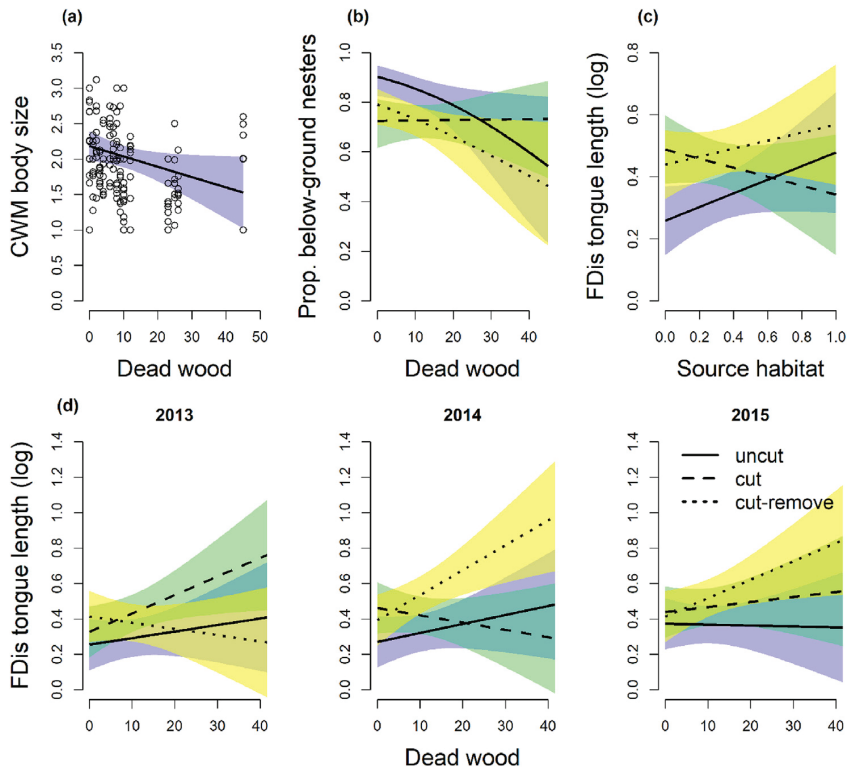 (a)
(b)
(c)
CWM body size
0.0 0.5 1.0 1.5 2.0 2.5 3.0 3.5
0 10 20 30 40 50
Dead wood
Prop. below-ground nesters
0.0 0.2 0.4 0.6 0.8 1.0
0 10 20 30 40
Dead wood
FDis tongue length (log)
0.0 0.2 0.4 0.6 0.8
0.0 0.2 0.4 0.6 0.8 1.0
Source habitat
(d)
2013
2014
2015
FDis tongue length (log)
0.0 0.2 0.4 0.6 0.8 1.0 1.2 1.4
0 10 20 30 40
0.0 0.2 0.4 0.6 0.8 1.0 1.2 1.4
0 10 20 30 40
Dead wood
0.0 0.2 0.4 0.6 0.8 1.0 1.2 1.4
0 10 20 30 40
uncut
cut
cut-remove